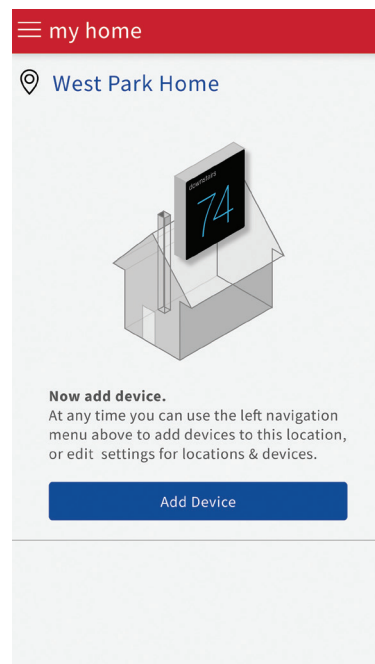 my home
West Park Home
downstairs
74
Now add device.
At any time you can use the left navigation
menu above to add devices to this location,
or edit settings for locations & devices.
Add Device